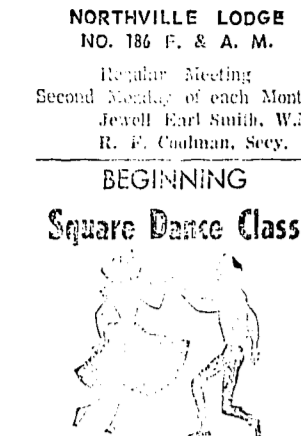 NORTHVILLE LODGE
NO. 186 F. & A. M.
Regular Meeting
Second Monday of each Mont
Jewell Earl Smith, W.
R. F. Coolman, Secy.
BEGINNING
Square Dance Class